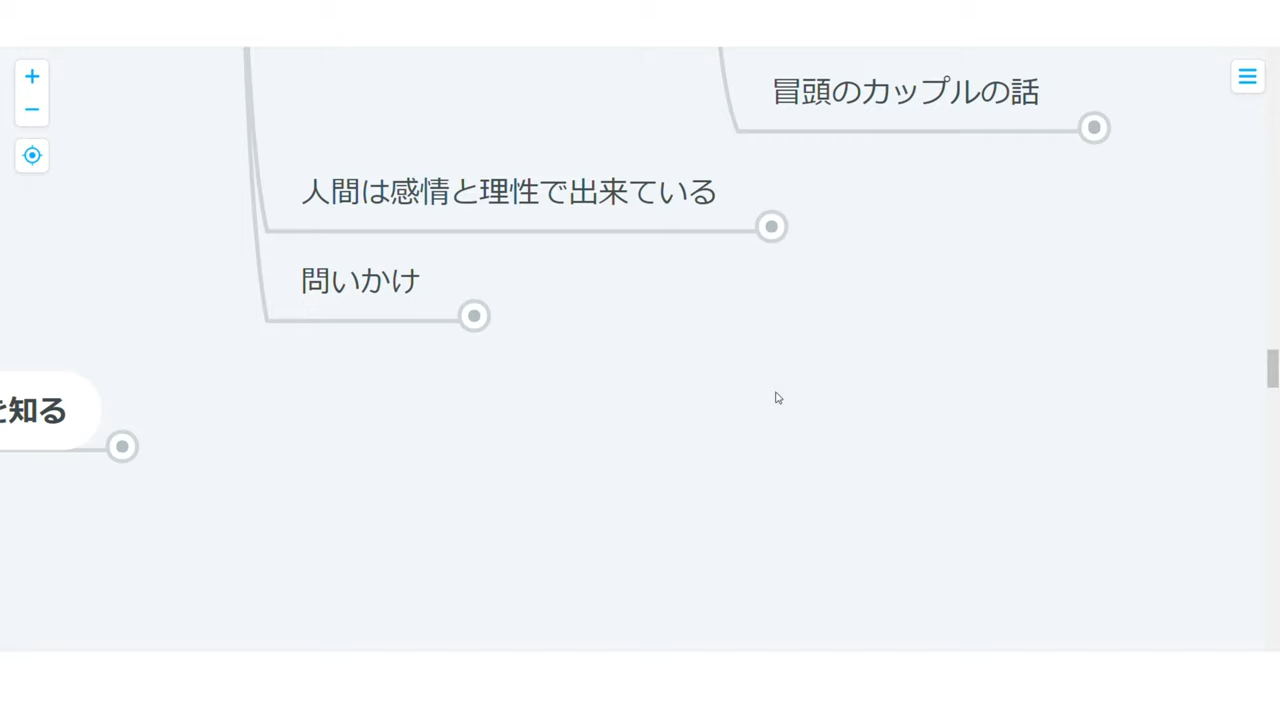 冒頭のカップルの話
人間は感情と理性で出来ている
問いかけ
を知る